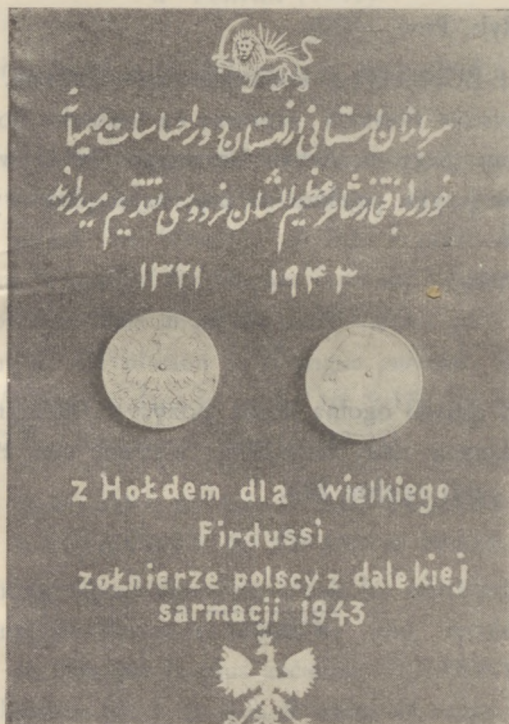 سربازان لهستانی از لهستان دور احساسات صمیمانه
خود را بافتخار شاعر عظیم الشان فردوسی تقدیم میدارند
۱۳۲۱ ۱۹۴۳
z Hołdem dla wielkiego
Firdussi
żołnierze polscy z dalekiej
sarmacji 1943